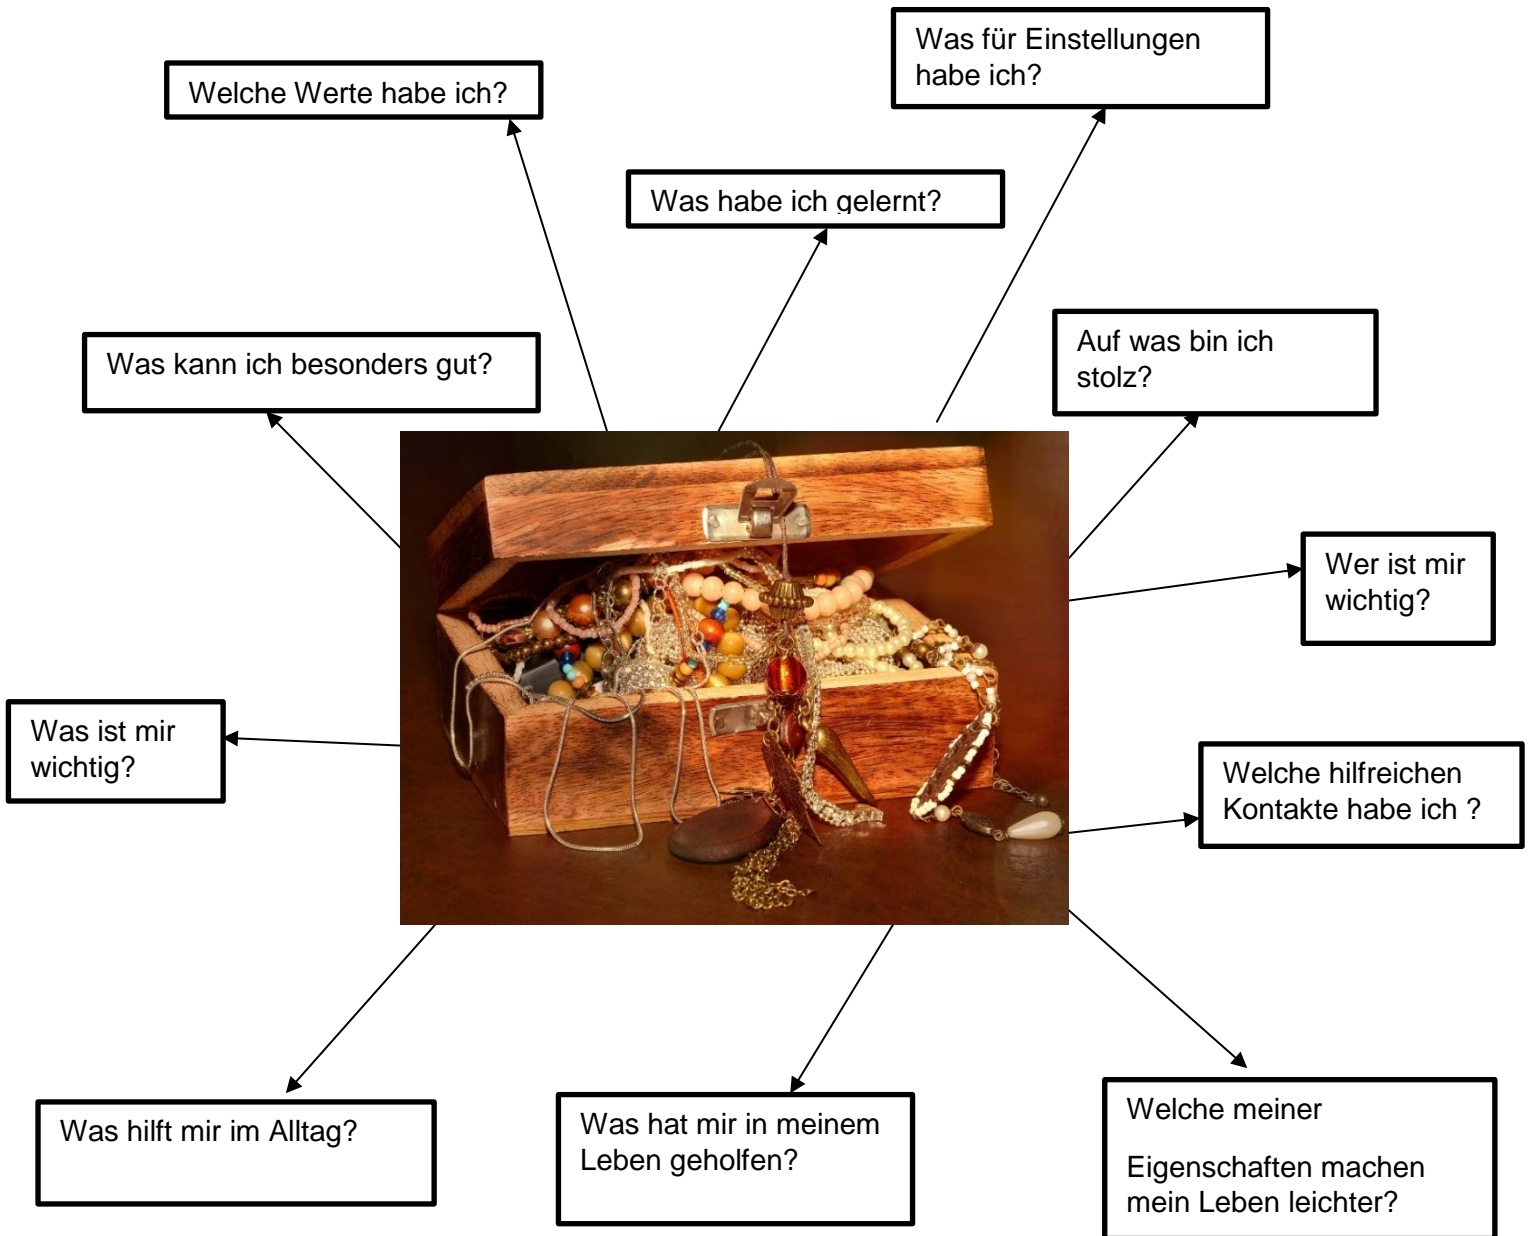 Was für Einstellungen
habe ich?
Welche Werte habe ich?
Was habe ich gelernt?
Was kann ich besonders gut?
Auf was bin ich
stolz?
Wer ist mir
wichtig?
Was ist mir
wichtig?
Welche hilfreichen
Kontakte habe ich ?
Was hilft mir im Alltag?
Was hat mir in meinem
Leben geholfen?
Welche meiner
Eigenschaften machen
mein Leben leichter?